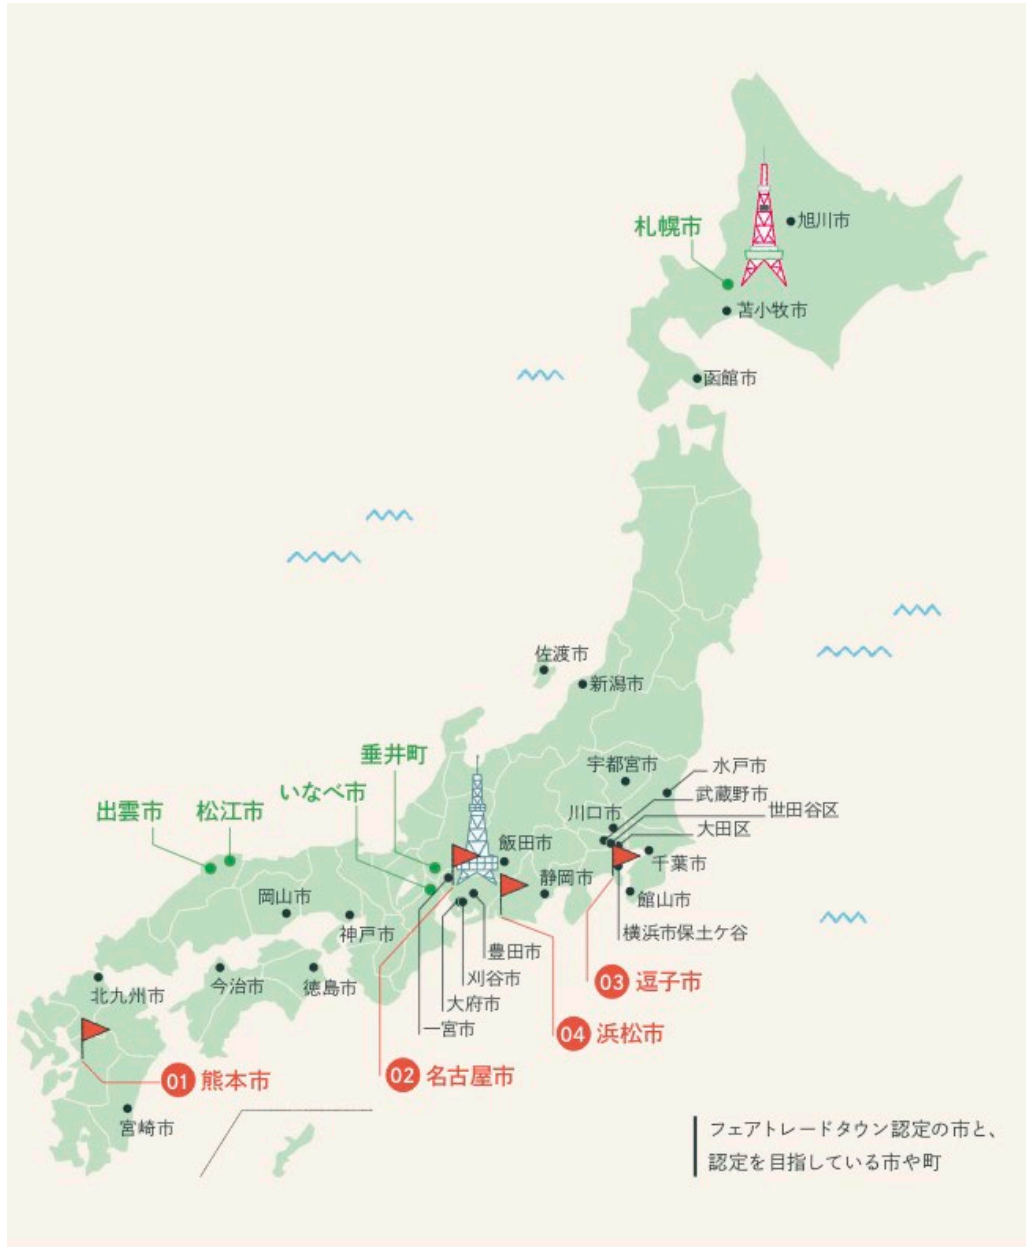 旭川市
札幌市
苫小牧市
函館市
佐渡市
新潟市
垂井町
宇都宮市
水戸市
いなべ市
武蔵野市
出雲市
松江市
川口市
世田谷区
大田区
飯田市
千葉市
静岡市
岡山市
館山市
神戸市
横浜市保土ケ谷
豊田市
北九州市
今治市
徳島市
刈谷市
03 逗子市
大府市
一宮市
04 浜松市
01 熊本市
02 名古屋市
宮崎市
フェアトレードタウン認定の市と、
認定を目指している市や町